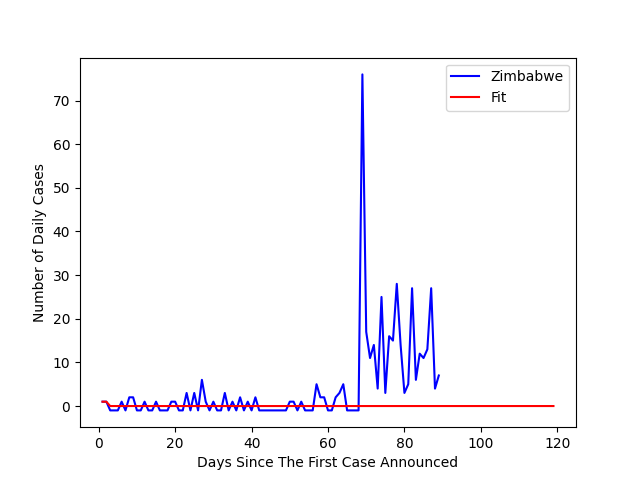 Zimbabwe
Fit
Number of Daily Cases
70
60
50
40
30
20
10
0
0 20 40 60 80 100 120
Days Since The First Case Announced